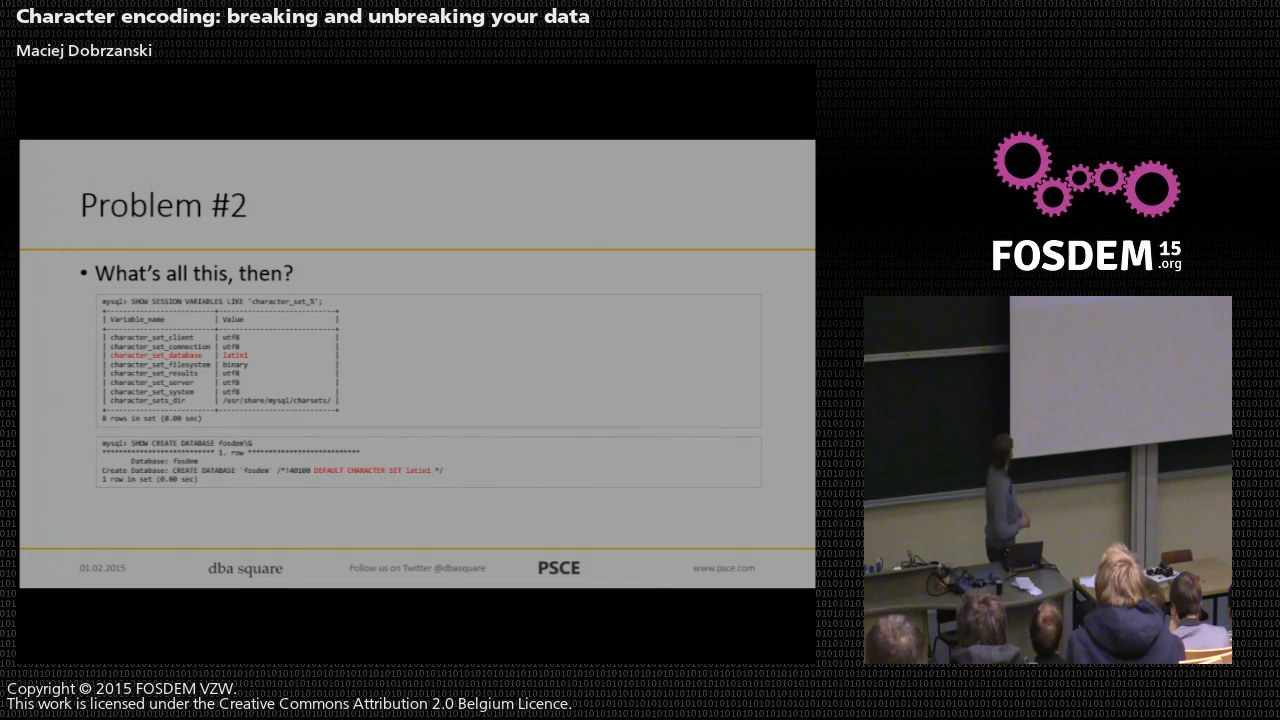 Character encoding: breaking and unbreaking your data
Maciej Dobrzanski
Problem #2
• What's all this, then?
mysql> SHOW SESSION VARIABLES LIKE 'character_set_%';
+--------------------------+----------------------------+
| Variable_name | Value |
+--------------------------+----------------------------+
| character_set_client | utf8 |
| character_set_connection | utf8 |
| character_set_database | latin1 |
| character_set_filesystem | binary |
| character_set_results | utf8 |
| character_set_server | utf8 |
| character_set_system | utf8 |
| character_sets_dir | /usr/share/mysql/charsets/ |
+--------------------------+----------------------------+
8 rows in set (0.00 sec)
mysql> SHOW CREATE DATABASE fosdem\G
*************************** 1. row ***************************
Database: fosdem
Create Database: CREATE DATABASE `fosdem` /*!40100 DEFAULT CHARACTER SET latin1 */
1 row in set (0.00 sec)
01.02.2015 dba square Follow us on Twitter @dbasquare PSCE www.psce.com
FOSDEM 15 .org
Copyright © 2015 FOSDEM VZW.
This work is licensed under the Creative Commons Attribution 2.0 Belgium Licence.